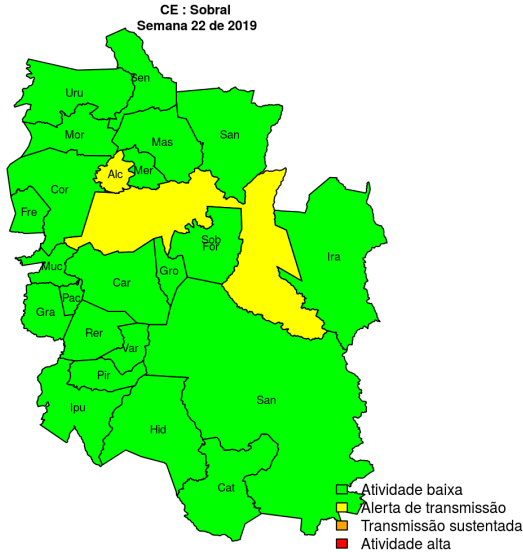 CE : Sobral
Semana 22 de 2019
Sen
Uru
Mor
Mas
San
Alc
Mer
Cor
Fre
Sob
For
Ira
Muc
Gro
Car
Pac
Gra
Rer
Var
Pir
San
Ipu
Hid
Cat
Atividade baixa
Alerta de transmissão
Transmissão sustentada
Atividade alta